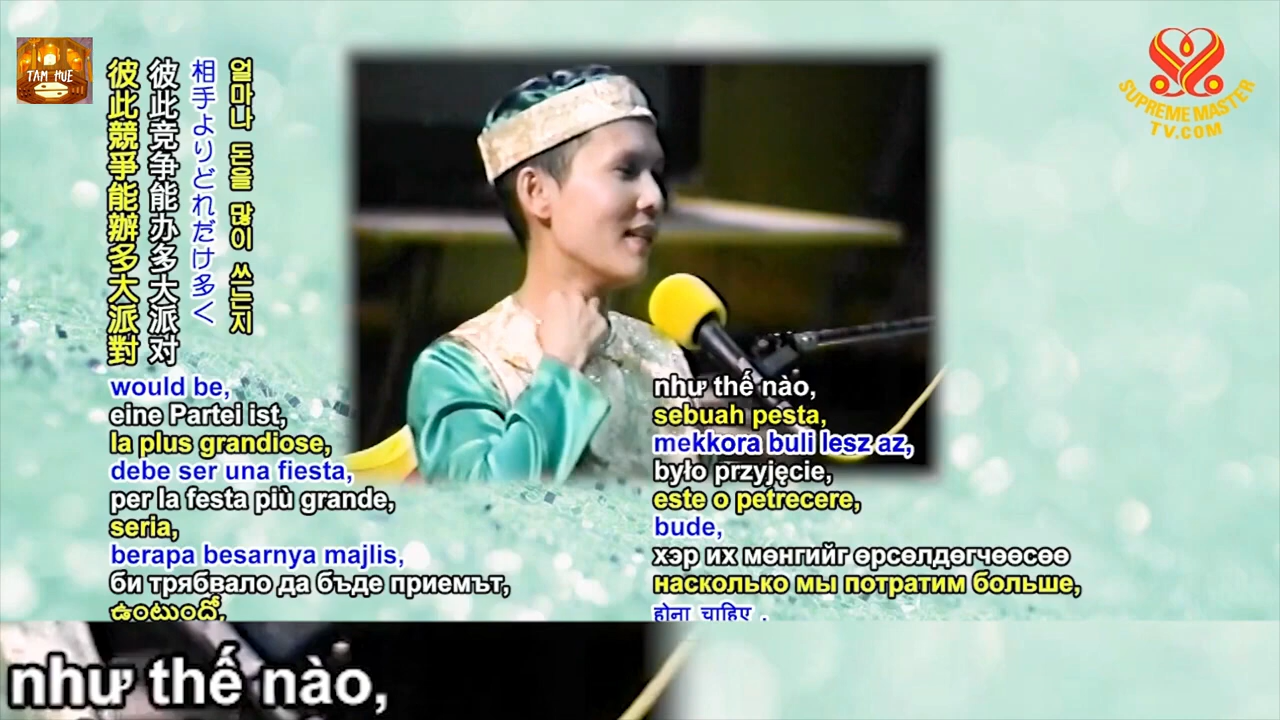 TAM HUE
SUPREME MASTER
TV.COM
얼마나 돈을 많이 쓰는지
相手よりどれだけ多く
彼此竞争能办多大派对
彼此競爭能辦多大派對
would be,
eine Partei ist,
la plus grandiose,
debe ser una fiesta,
per la festa più grande,
seria,
berapa besarnya majlis,
би трябвало да бъде приемът,
ఉంటుందో,
như thế nào,
sebuah pesta,
mekkora buli lesz az,
było przyjęcie,
este o petrecere,
bude,
хэр их мөнгийг өрсөлдөгчөөсөө
насколько мы потратим больше,
होना चाहिए .
như thế nào,